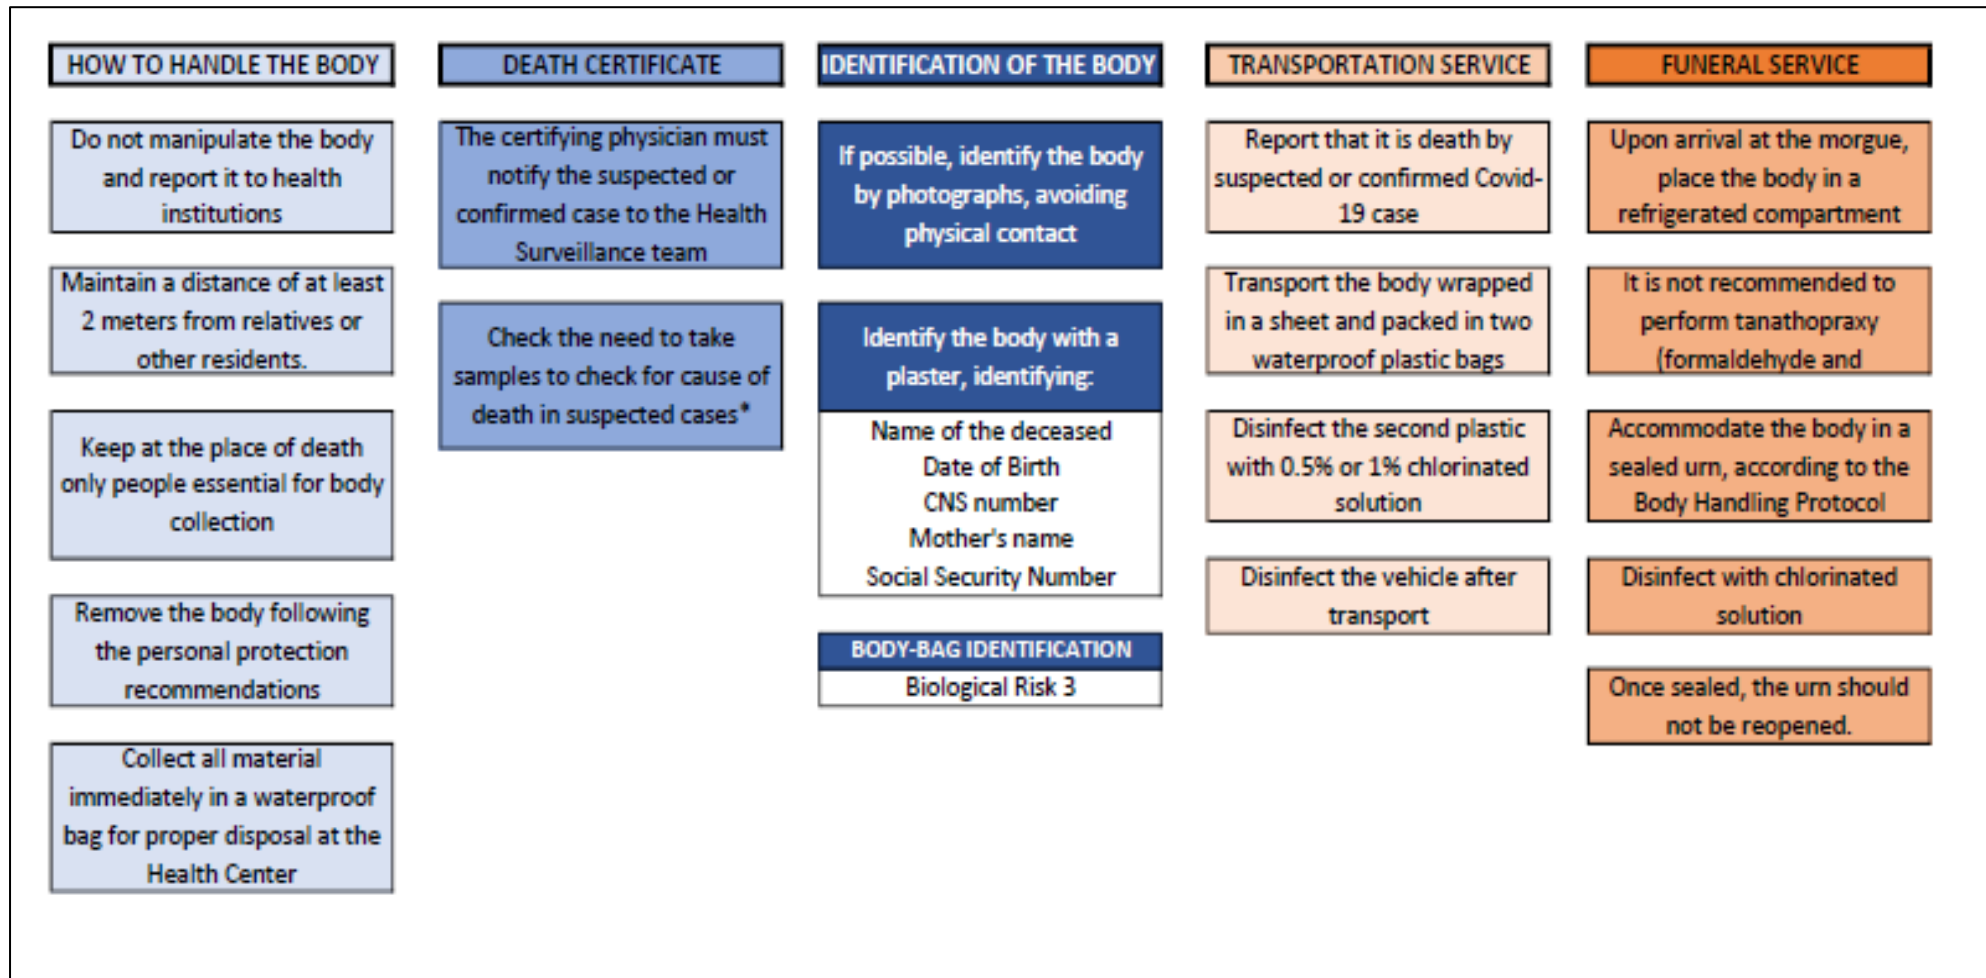 HOW TO HANDLE THE BODY
Do not manipulate the body
and report it to health
institutions
Maintain a distance of at least
2 meters from relatives or
other residents.
Keep at the place of death
only people essential for body
collection
Remove the body following
the personal protection
recommendations
Collect all material
immediately in a waterproof
bag for proper disposal at the
Health Center
DEATH CERTIFICATE
The certifying physician must
notify the suspected or
confirmed case to the Health
Surveillance team
Check the need to take
samples to check for cause of
death in suspected cases*
IDENTIFICATION OF THE BODY
If possible, identify the body
by photographs, avoiding
physical contact
Identify the body with a
plaster, identifying:
Name of the deceased
Date of Birth
CNS number
Mother's name
Social Security Number
BODY-BAG IDENTIFICATION
Biological Risk 3
TRANSPORTATION SERVICE
Report that it is death by
suspected or confirmed Covid-
19 case
Transport the body wrapped
in a sheet and packed in two
waterproof plastic bags
Disinfect the second plastic
with 0.5% or 1% chlorinated
solution
Disinfect the vehicle after
transport
FUNERAL SERVICE
Upon arrival at the morgue,
place the body in a
refrigerated compartment
It is not recommended to
perform tanathopraxy
(formaldehyde and
Accommodate the body in a
sealed urn, according to the
Body Handling Protocol
Disinfect with chlorinated
solution
Once sealed, the urn should
not be reopened.